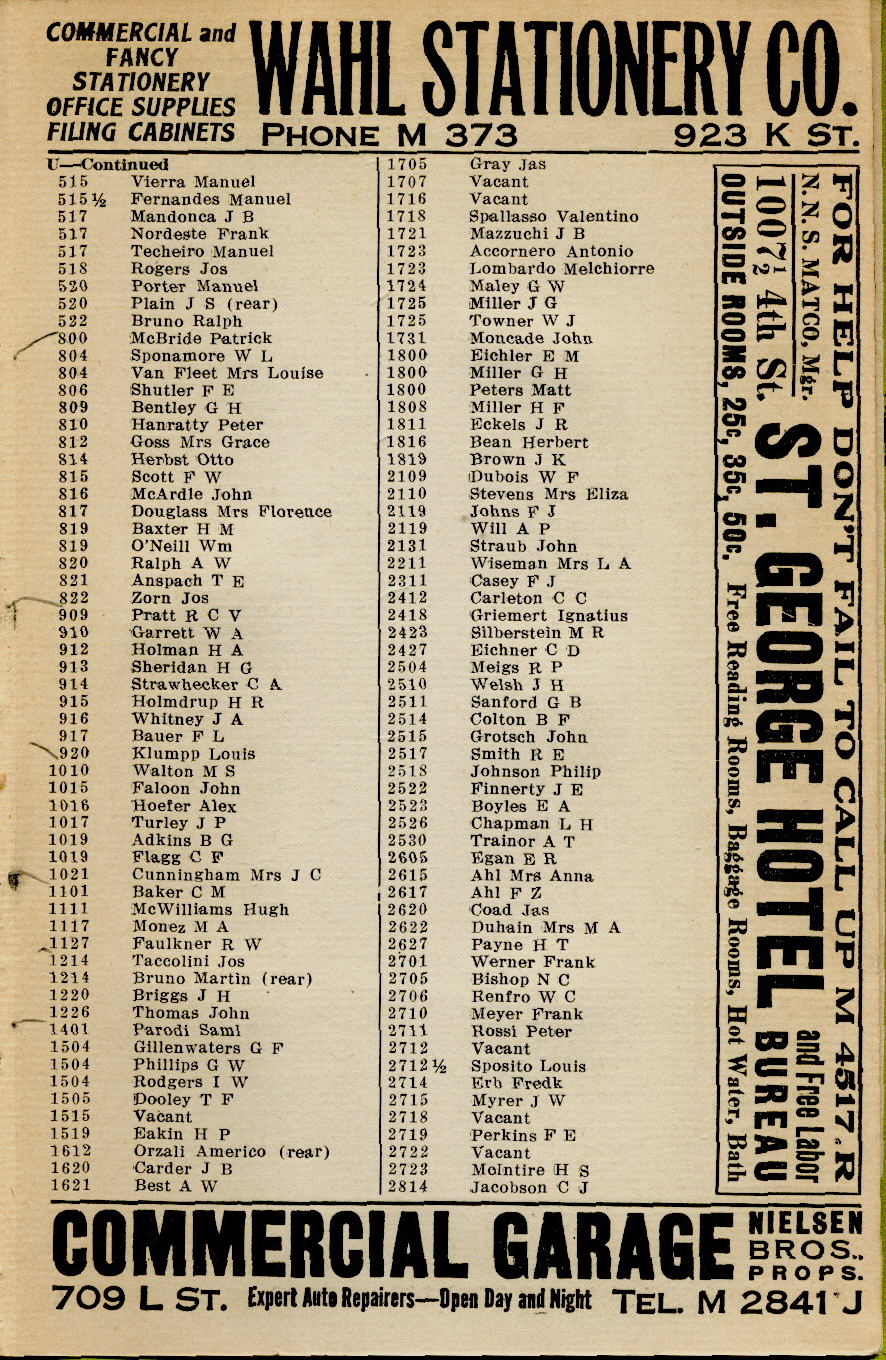 COMMERCIAL and
FANCY
STATIONERY
OFFICE SUPPLIES
FILING CABINETS
WAHL STATIONERY CO.
PHONE M 373 923 K ST.
U—Continued
515 Vierra Manuel
515½ Fernandes Manuel
517 Mandonca J B
517 Nordeste Frank
517 Techeiro Manuel
518 Rogers Jos
520 Porter Manuel
520 Plain J S (rear)
522 Bruno Ralph
800 McBride Patrick
804 Sponamore W L
804 Van Fleet Mrs Louise
806 Shutler F E
809 Bentley G H
810 Hanratty Peter
812 Goss Mrs Grace
814 Herbst Otto
815 Scott F W
816 McArdle John
817 Douglass Mrs Florence
819 Baxter H M
819 O'Neill Wm
820 Ralph A W
821 Anspach T E
822 Zorn Jos
909 Pratt R C V
910 Garrett W A
912 Holman H A
913 Sheridan H G
914 Strawhecker C A
915 Holmdrup H R
916 Whitney J A
917 Bauer F L
920 Klumpp Louis
1010 Walton M S
1015 Faloon John
1016 Hoefer Alex
1017 Turley J P
1019 Adkins B G
1019 Flagg C F
1021 Cunningham Mrs J C
1101 Baker C M
1111 McWilliams Hugh
1117 Monez M A
1127 Faulkner R W
1214 Taccolini Jos
1214 Bruno Martin (rear)
1220 Briggs J H
1226 Thomas John
1401 Parodi Saml
1504 Gillenwaters G F
1504 Phillips G W
1504 Rodgers I W
1505 Dooley T F
1515 Vacant
1519 Eakin H P
1612 Orzali Americo (rear)
1620 Carder J B
1621 Best A W
1705 Gray Jas
1707 Vacant
1716 Vacant
1718 Spallasso Valentino
1721 Mazzuchi J B
1723 Accornero Antonio
1723 Lombardo Melchiorre
1724 Maley G W
1725 Miller J G
1725 Towner W J
1731 Moncade John
1800 Eichler E M
1800 Miller G H
1800 Peters Matt
1808 Miller H F
1811 Eckels J R
1816 Bean Herbert
1819 Brown J K
2109 Dubois W F
2110 Stevens Mrs Eliza
2119 Johns F J
2119 Will A P
2131 Straub John
2211 Wiseman Mrs L A
2311 Casey F J
2412 Carleton C C
2418 Griemert Ignatius
2423 Silberstein M R
2427 Eichner C D
2504 Meigs R P
2510 Welsh J H
2511 Sanford G B
2514 Colton B F
2515 Grotsch John
2517 Smith R E
2518 Johnson Philip
2522 Finnerty J E
2523 Boyles E A
2526 Chapman L H
2530 Trainor A T
2605 Egan E R
2615 Ahl Mrs Anna
2617 Ahl F Z
2620 Coad Jas
2622 Duhain Mrs M A
2627 Payne H T
2701 Werner Frank
2705 Bishop N C
2706 Renfro W C
2710 Meyer Frank
2711 Rossi Peter
2712 Vacant
2712½ Sposito Louis
2714 Erb Fredk
2715 Myrer J W
2718 Vacant
2719 Perkins F E
2722 Vacant
2723 McIntire H S
2814 Jacobson C J
FOR HELP DON'T FAIL TO CALL UP M 4517 R
N. N. S. MATCO, Mgr.
1007½ 4th St.
ST. GEORGE HOTEL and Free Labor BUREAU
OUTSIDE ROOMS, 25c, 35c, 50c. Free Reading Rooms, Baggage Rooms, Hot Water, Bath
COMMERCIAL GARAGE
NIELSEN
BROS.,
PROPS.
709 L ST. Expert Auto Repairers—Open Day and Night TEL. M 2841 J